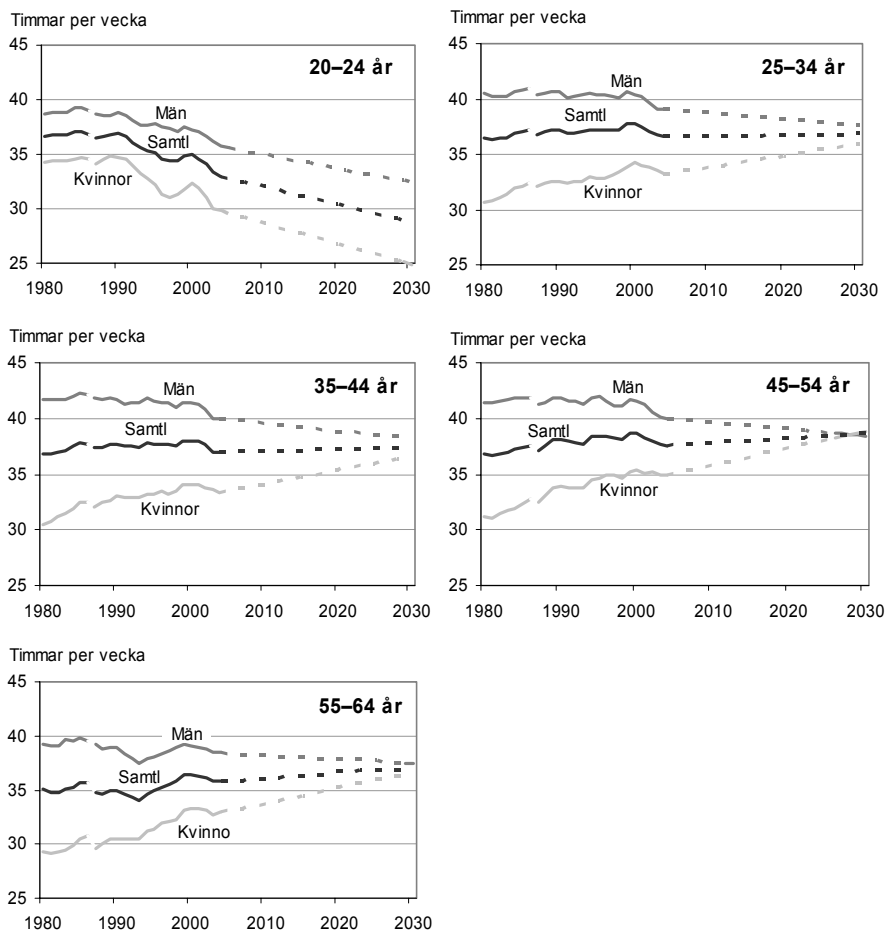 Timmar per vecka
45
20–24 år
40
Män
Samtl
35
Kvinnor
30
25
1980 1990 2000 2010 2020 2030
Timmar per vecka
45
25–34 år
Män
40
Samtl
35
Kvinnor
30
25
1980 1990 2000 2010 2020 2030
Timmar per vecka
45
35–44 år
Män
40
Samtl
35
Kvinnor
30
25
1980 1990 2000 2010 2020 2030
Timmar per vecka
45
45–54 år
Män
40
Samtl
35
Kvinnor
30
25
1980 1990 2000 2010 2020 2030
Timmar per vecka
45
55–64 år
Män
40
Samtl
35
Kvinno
30
25
1980 1990 2000 2010 2020 2030